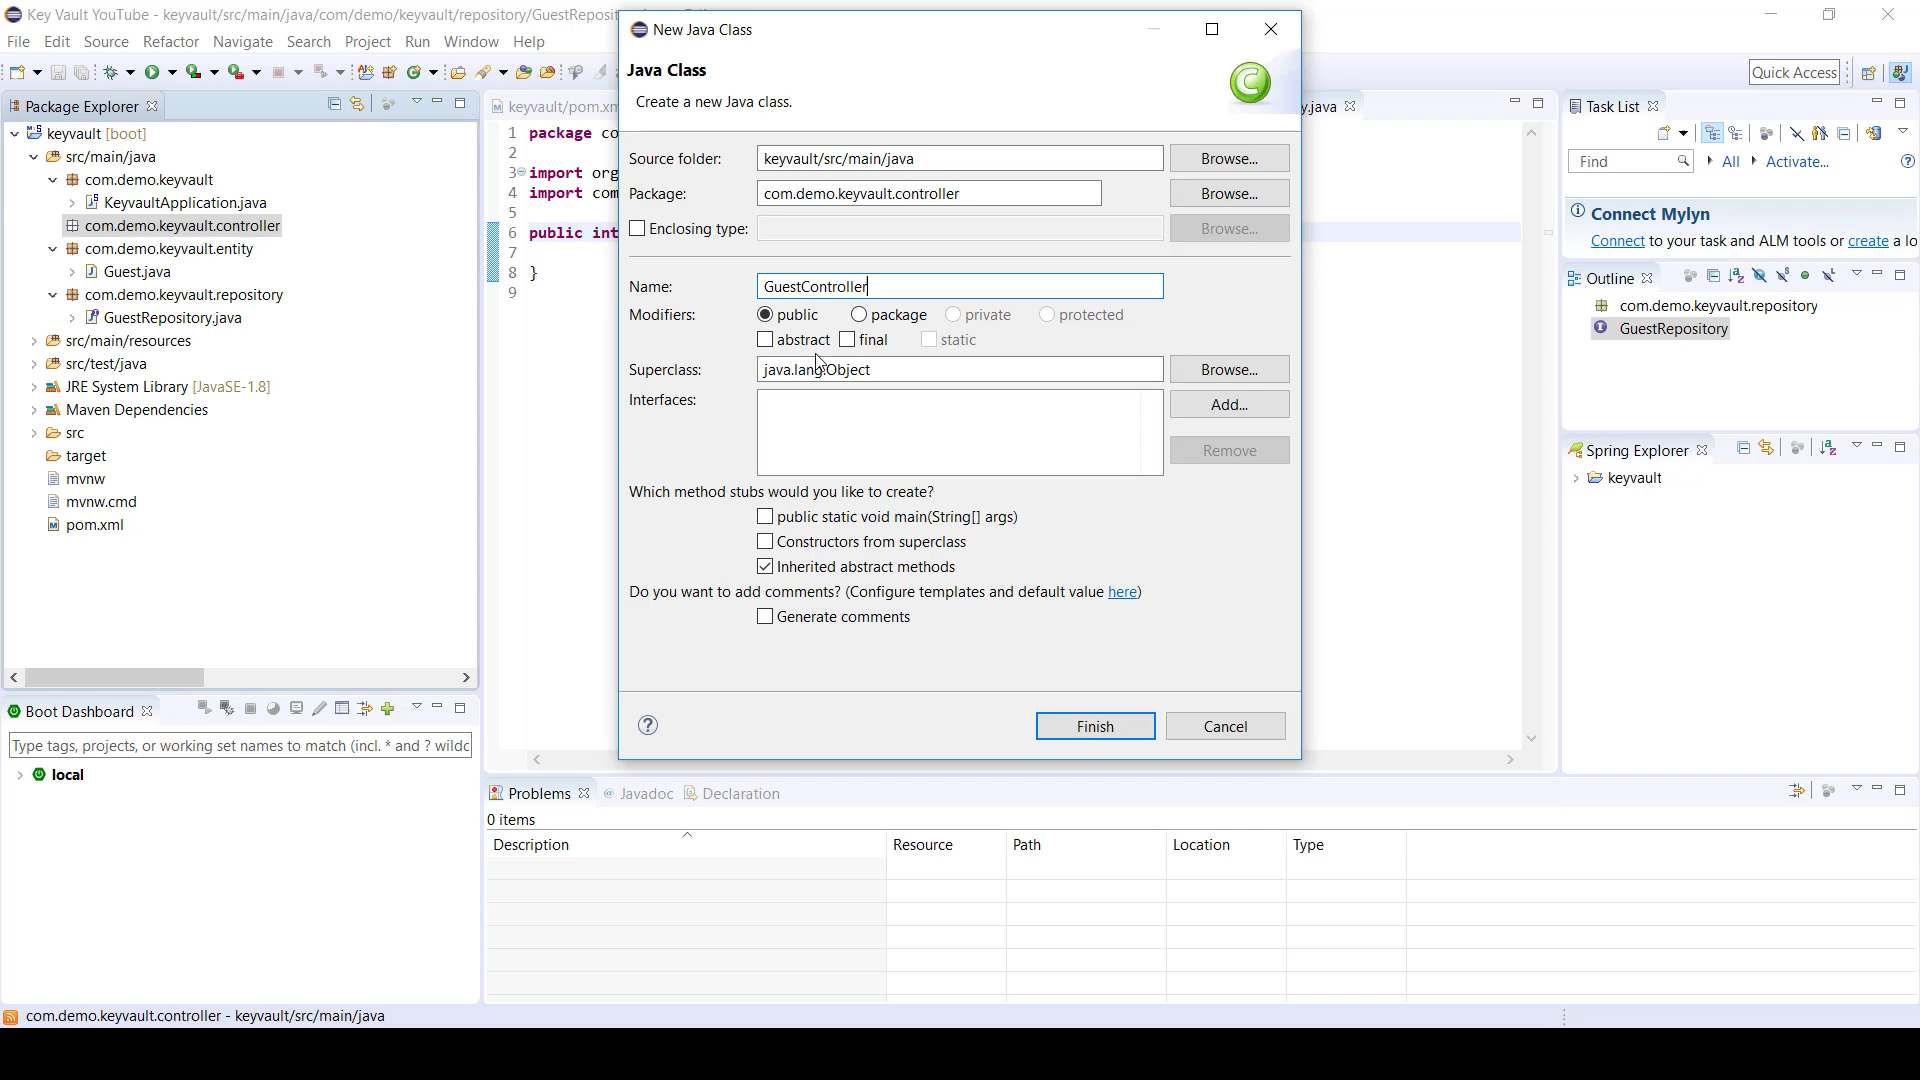 Key Vault YouTube - keyvault/src/main/java/com/demo/keyvault/repository/GuestReposit
File Edit Source Refactor Navigate Search Project Run Window Help
Quick Access
Package Explorer
keyvault [boot]
src/main/java
com.demo.keyvault
KeyvaultApplication.java
com.demo.keyvault.controller
com.demo.keyvault.entity
Guest.java
com.demo.keyvault.repository
GuestRepository.java
src/main/resources
src/test/java
JRE System Library [JavaSE-1.8]
Maven Dependencies
src
target
mvnw
mvnw.cmd
pom.xml
Boot Dashboard
Type tags, projects, or working set names to match (incl. * and ? wildc
local
keyvault/pom.xm
y.java
1 package co
2
3 import org
4 import com
5
6 public int
7
8 }
9
New Java Class
Java Class
Create a new Java class.
Source folder: keyvault/src/main/java Browse...
Package: com.demo.keyvault.controller Browse...
Enclosing type: Browse...
Name: GuestController
Modifiers: public package private protected
abstract final static
Superclass: java.lang.Object Browse...
Interfaces: Add...
Remove
Which method stubs would you like to create?
public static void main(String[] args)
Constructors from superclass
Inherited abstract methods
Do you want to add comments? (Configure templates and default value here)
Generate comments
? Finish Cancel
Task List
Find All Activate... ?
Connect Mylyn
Connect to your task and ALM tools or create a lo
Outline
com.demo.keyvault.repository
GuestRepository
Spring Explorer
keyvault
Problems @ Javadoc Declaration
0 items
Description Resource Path Location Type
com.demo.keyvault.controller - keyvault/src/main/java